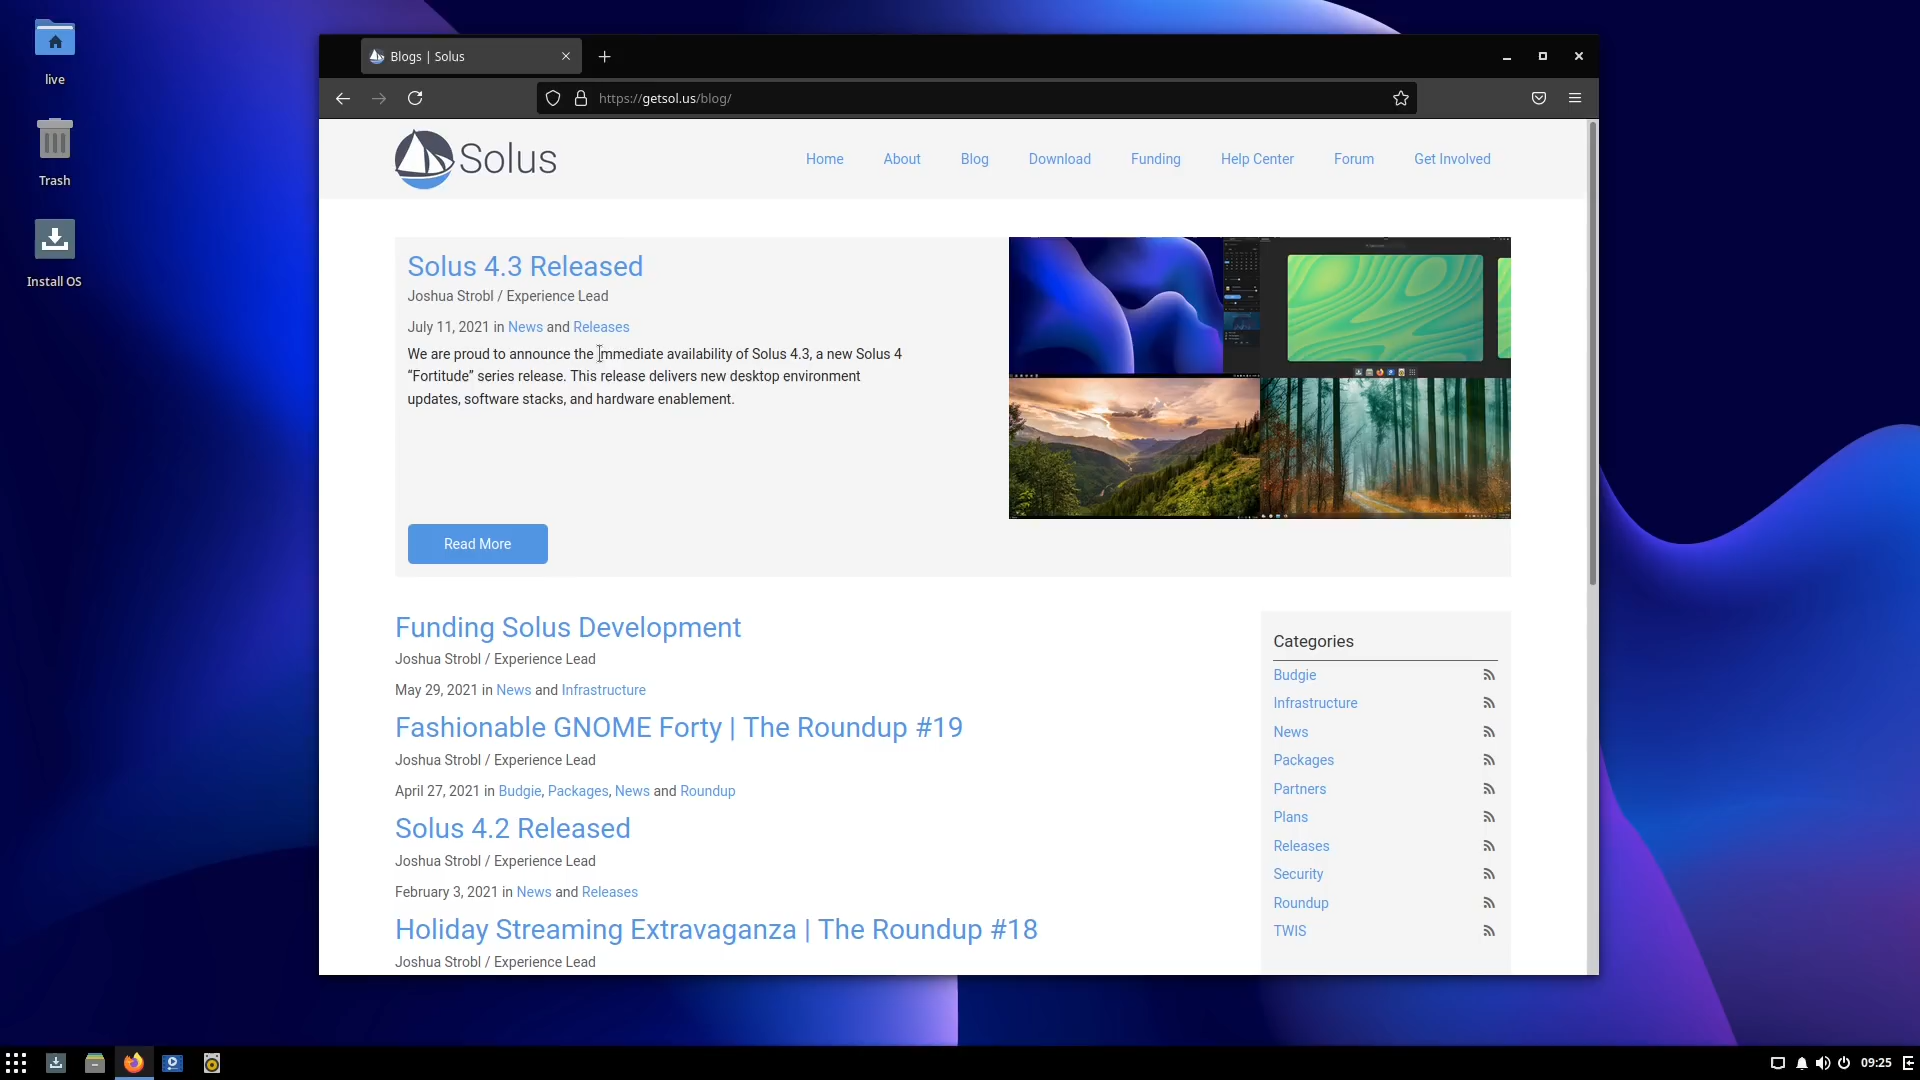 live
Trash
Install OS
Blogs | Solus
https://getsol.us/blog/
Solus
Home About Blog Download Funding Help Center Forum Get Involved
Solus 4.3 Released
Joshua Strobl / Experience Lead
July 11, 2021 in News and Releases
We are proud to announce the immediate availability of Solus 4.3, a new Solus 4
“Fortitude” series release. This release delivers new desktop environment
updates, software stacks, and hardware enablement.
Read More
Funding Solus Development
Joshua Strobl / Experience Lead
May 29, 2021 in News and Infrastructure
Fashionable GNOME Forty | The Roundup #19
Joshua Strobl / Experience Lead
April 27, 2021 in Budgie, Packages, News and Roundup
Solus 4.2 Released
Joshua Strobl / Experience Lead
February 3, 2021 in News and Releases
Holiday Streaming Extravaganza | The Roundup #18
Joshua Strobl / Experience Lead
Categories
Budgie
Infrastructure
News
Packages
Partners
Plans
Releases
Security
Roundup
TWIS
09:25